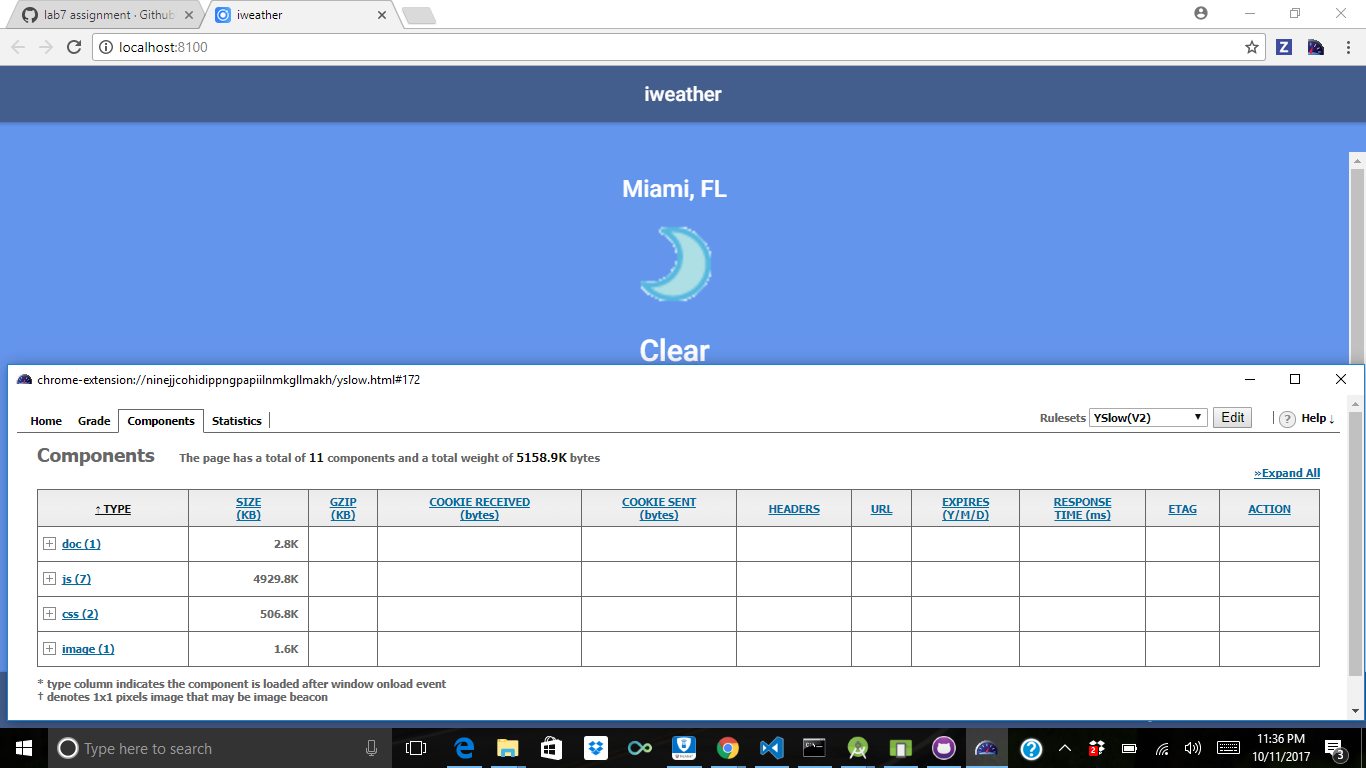 lab7 assignment · Github
iweather
localhost:8100
Z
iweather
Miami, FL
Clear
chrome-extension://ninejjcohidippngpapiilnmkgllmakh/yslow.html#172
Home Grade Components Statistics Rulesets YSlow(V2) Edit ? Help ↓
Components The page has a total of 11 components and a total weight of 5158.9K bytes
»Expand All
↑ TYPE SIZE (KB) GZIP (KB) COOKIE RECEIVED (bytes) COOKIE SENT (bytes) HEADERS URL EXPIRES (Y/M/D) RESPONSE TIME (ms) ETAG ACTION
doc (1) 2.8K
js (7) 4929.8K
css (2) 506.8K
image (1) 1.6K
* type column indicates the component is loaded after window onload event
† denotes 1x1 pixels image that may be image beacon
Type here to search
11:36 PM
10/11/2017
3